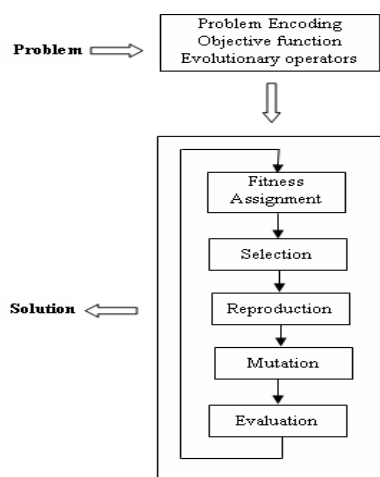 Problem Encoding
Objective function
Evolutionary operators
Problem
Fitness
Assignment
Selection
Reproduction
Mutation
Evaluation
Solution